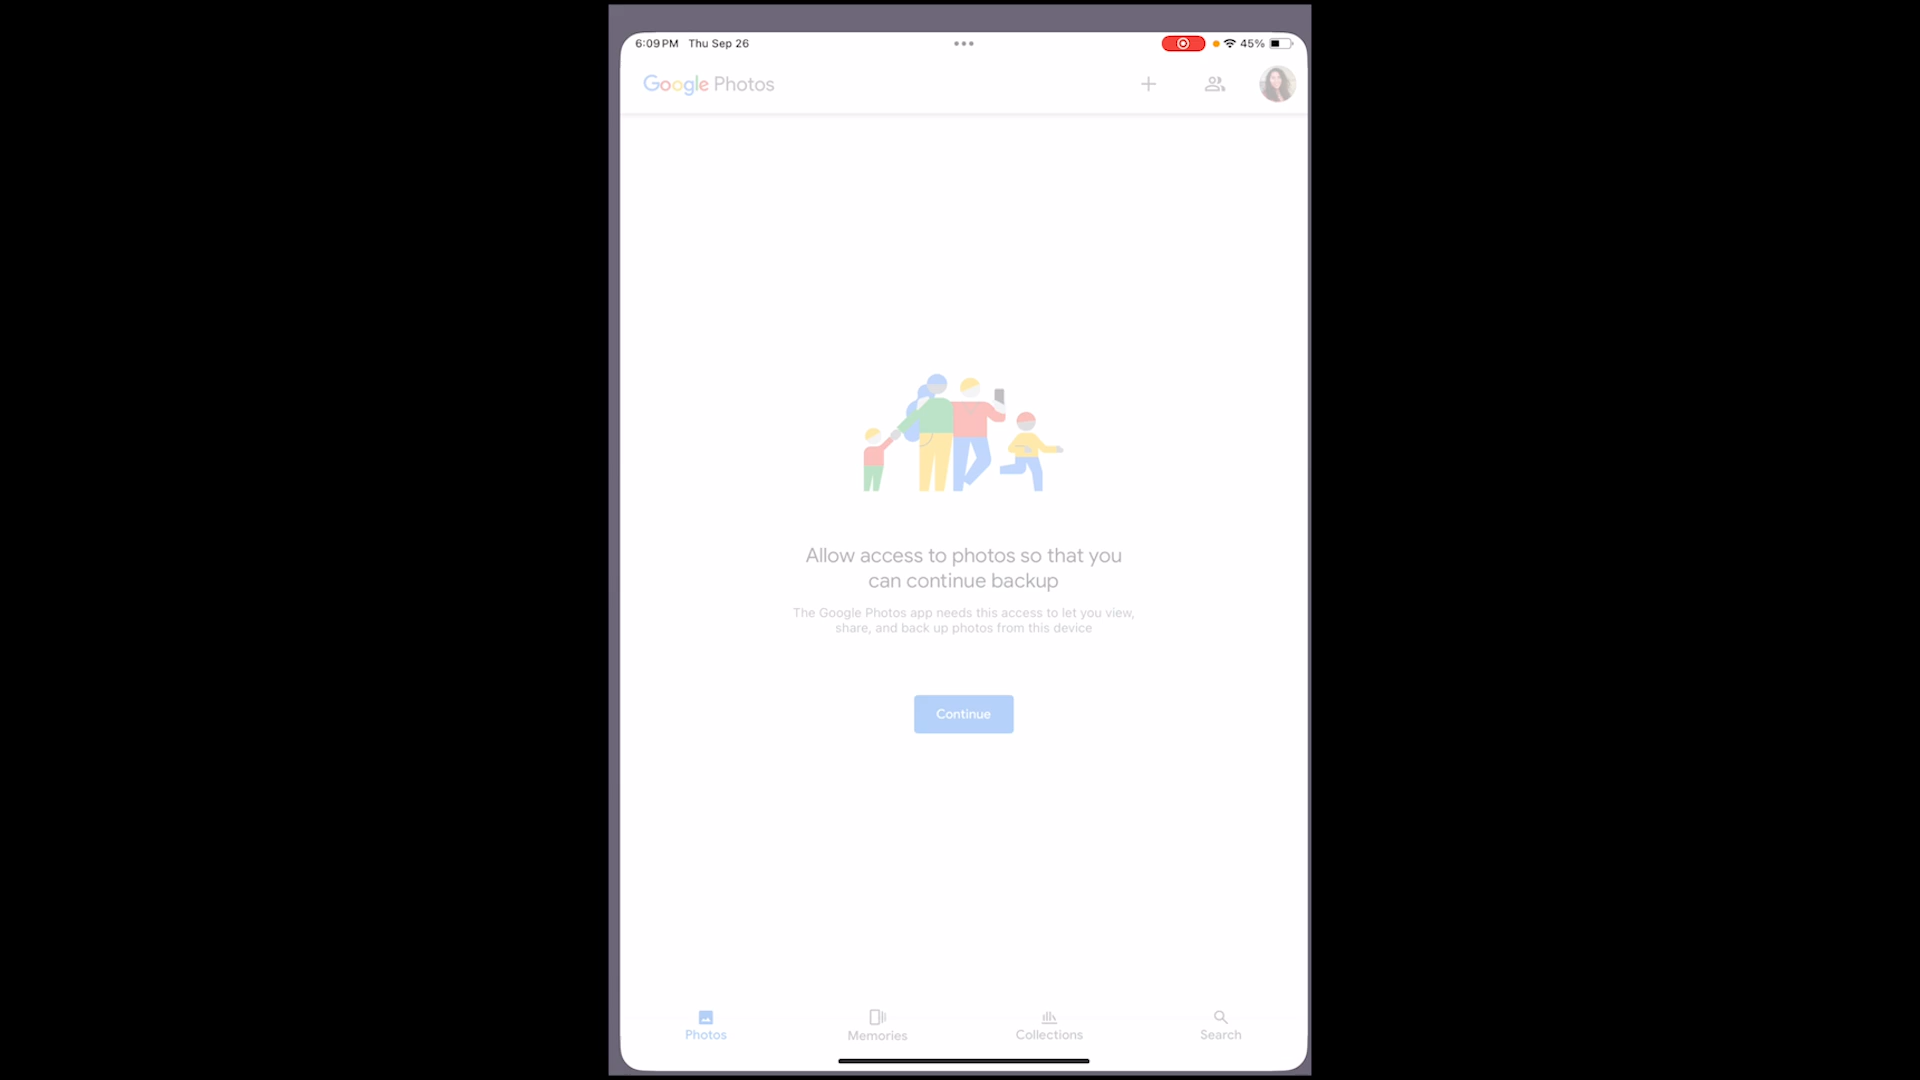 6:09 PM Thu Sep 26
45%
Google Photos
Allow access to photos so that you
can continue backup
The Google Photos app needs this access to let you view,
share, and back up photos from this device
Continue
Photos Memories Collections Search